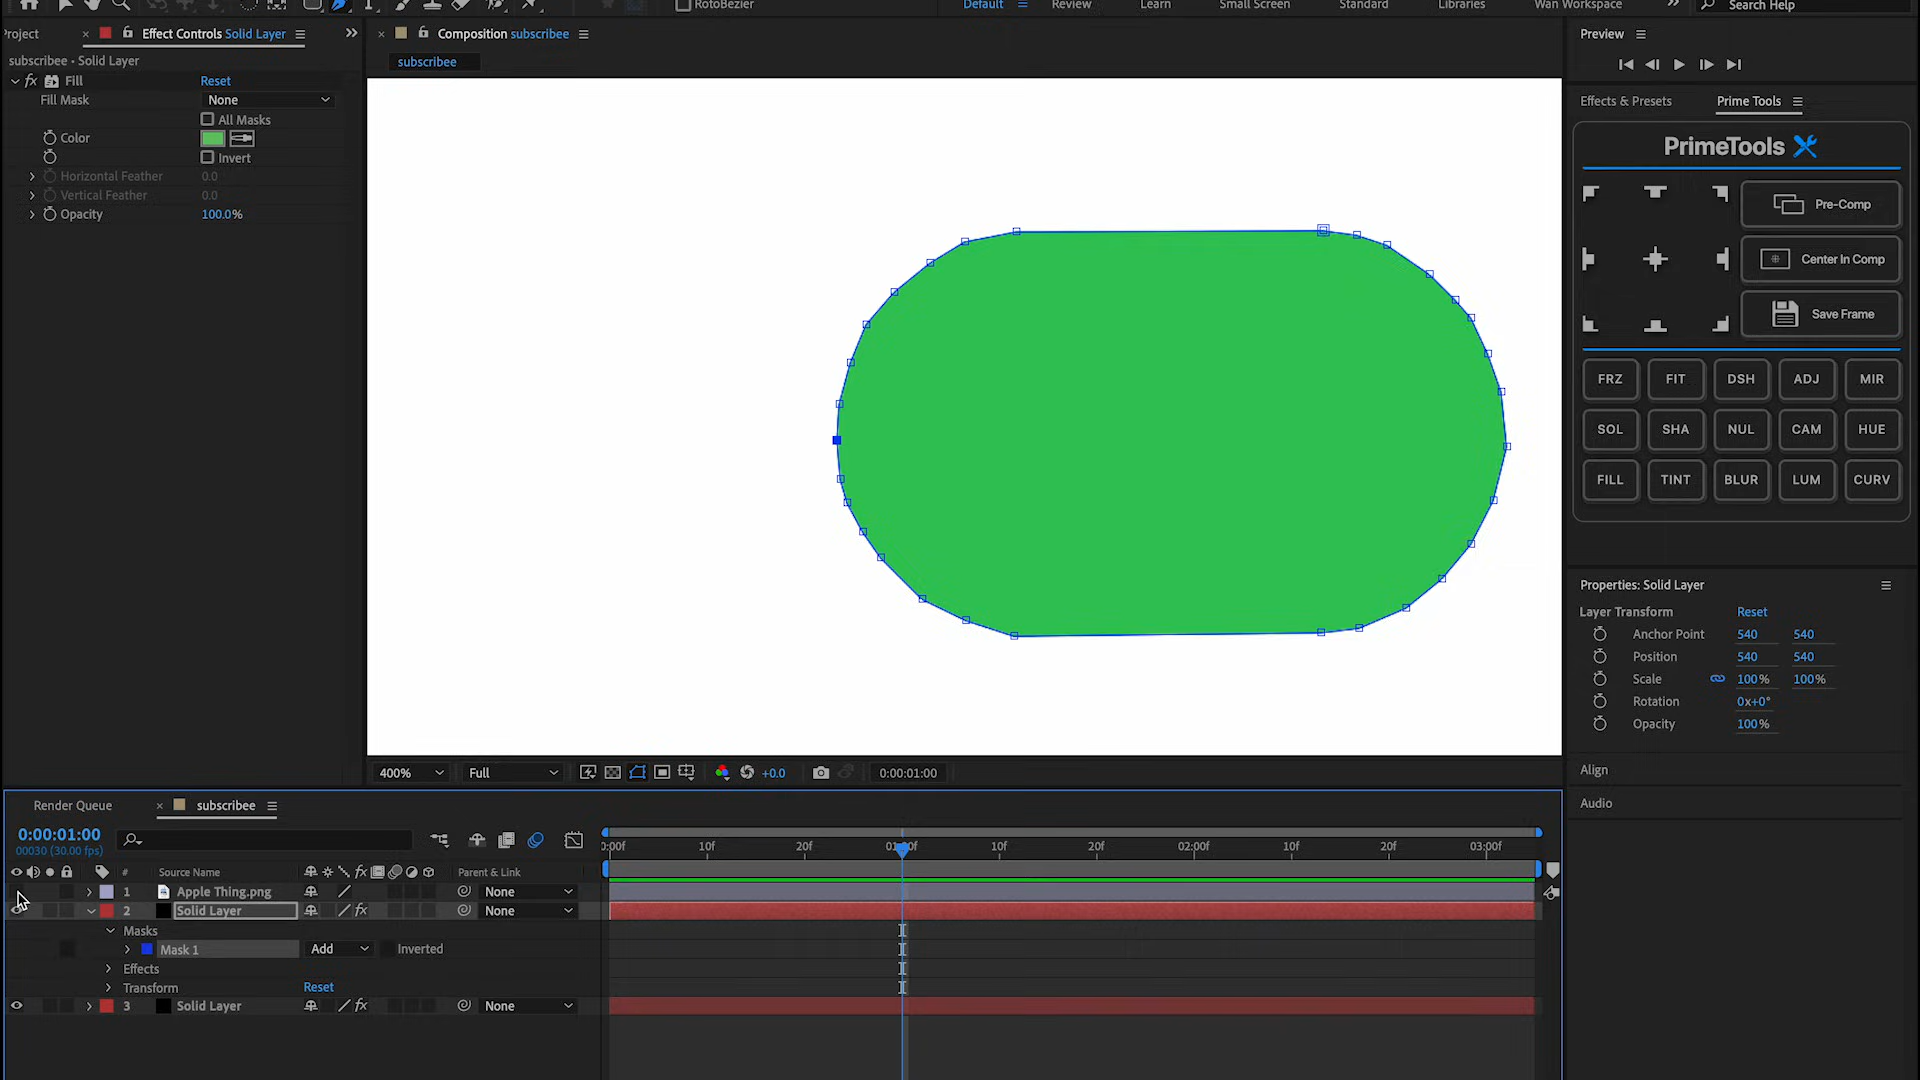 RotoBezier
Default
Review
Learn
Small Screen
Standard
Libraries
Wan Workspace
Search Help
Project
Effect Controls Solid Layer
Composition subscribee
Preview
subscribee • Solid Layer
subscribee
fx Fill
Reset
Fill Mask
None
All Masks
Color
Invert
Horizontal Feather
0.0
Vertical Feather
0.0
Opacity
100.0%
Effects & Presets
Prime Tools
PrimeTools
Pre-Comp
Center In Comp
Save Frame
FRZ
FIT
DSH
ADJ
MIR
SOL
SHA
NUL
CAM
HUE
FILL
TINT
BLUR
LUM
CURV
Properties: Solid Layer
Layer Transform
Reset
Anchor Point
540
540
Position
540
540
Scale
100%
100%
Rotation
0x+0°
Opacity
100%
Align
Audio
400%
Full
+0.0
0:00:01:00
Render Queue
subscribee
0:00:01:00
00030 (30.00 fps)
0:00f
10f
20f
01:00f
10f
20f
02:00f
10f
20f
03:00f
#
Source Name
fx
Parent & Link
1
Apple Thing.png
None
2
Solid Layer
fx
None
Masks
Mask 1
Add
Inverted
Effects
Transform
Reset
3
Solid Layer
fx
None